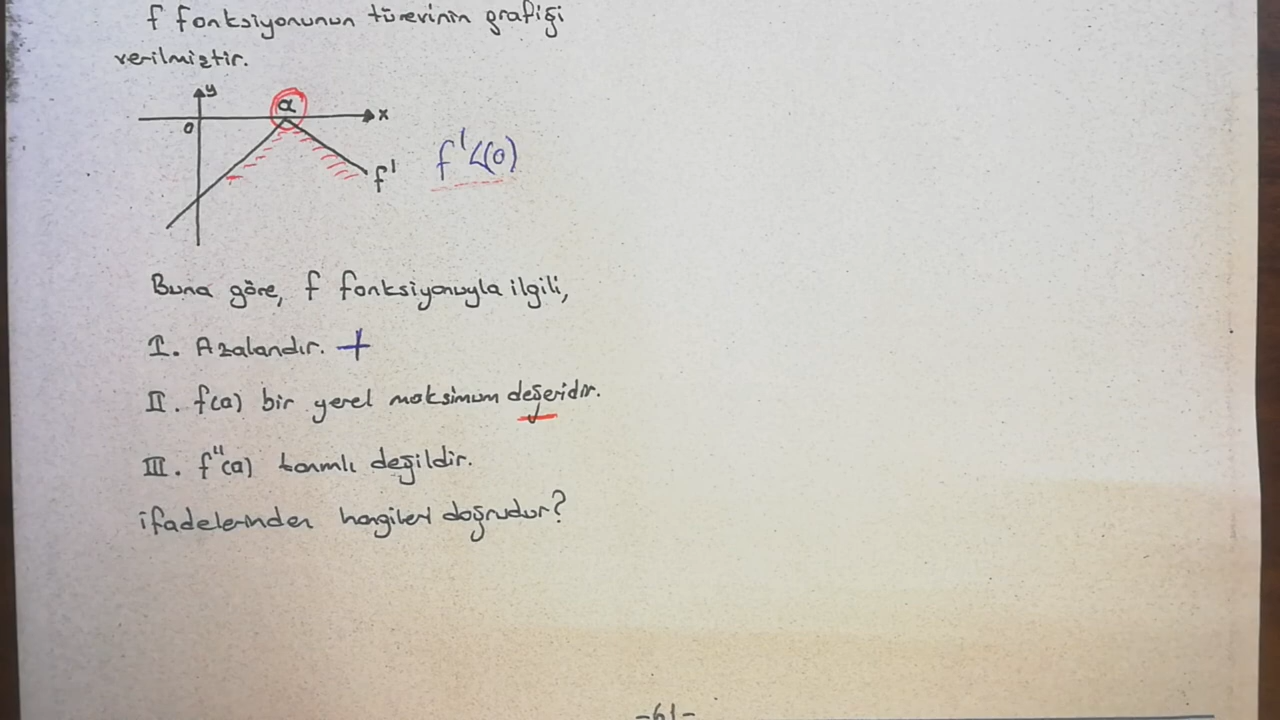 f fonksiyonunun türevinin grafiği
verilmiştir.
y
a
x
0
f'
f'<(0)
Buna göre, f fonksiyonuyla ilgili,
I. Azalandır. +
II. f(a) bir yerel maksimum değeridir.
III. f"(a) tanımlı değildir.
ifadelerinden hangileri doğrudur?
-61-